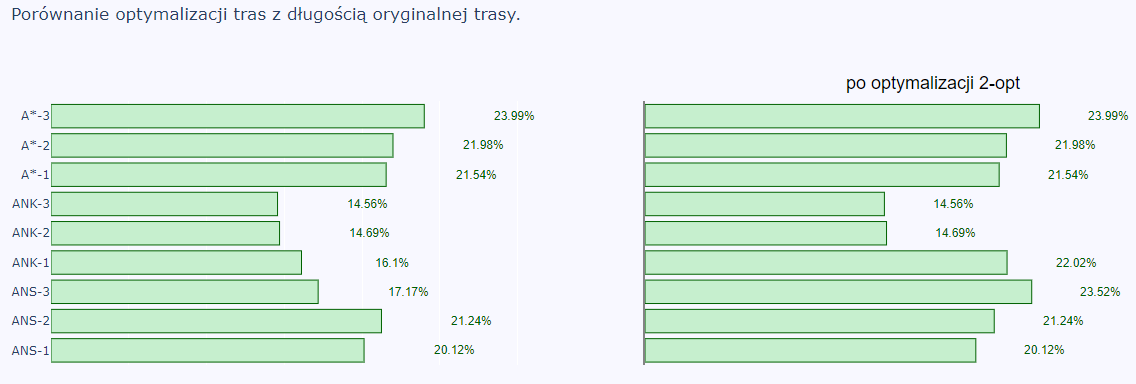 Porównanie optymalizacji tras z długością oryginalnej trasy.
po optymalizacji 2-opt
A*-3 23.99% 23.99%
A*-2 21.98% 21.98%
A*-1 21.54% 21.54%
ANK-3 14.56% 14.56%
ANK-2 14.69% 14.69%
ANK-1 16.1% 22.02%
ANS-3 17.17% 23.52%
ANS-2 21.24% 21.24%
ANS-1 20.12% 20.12%